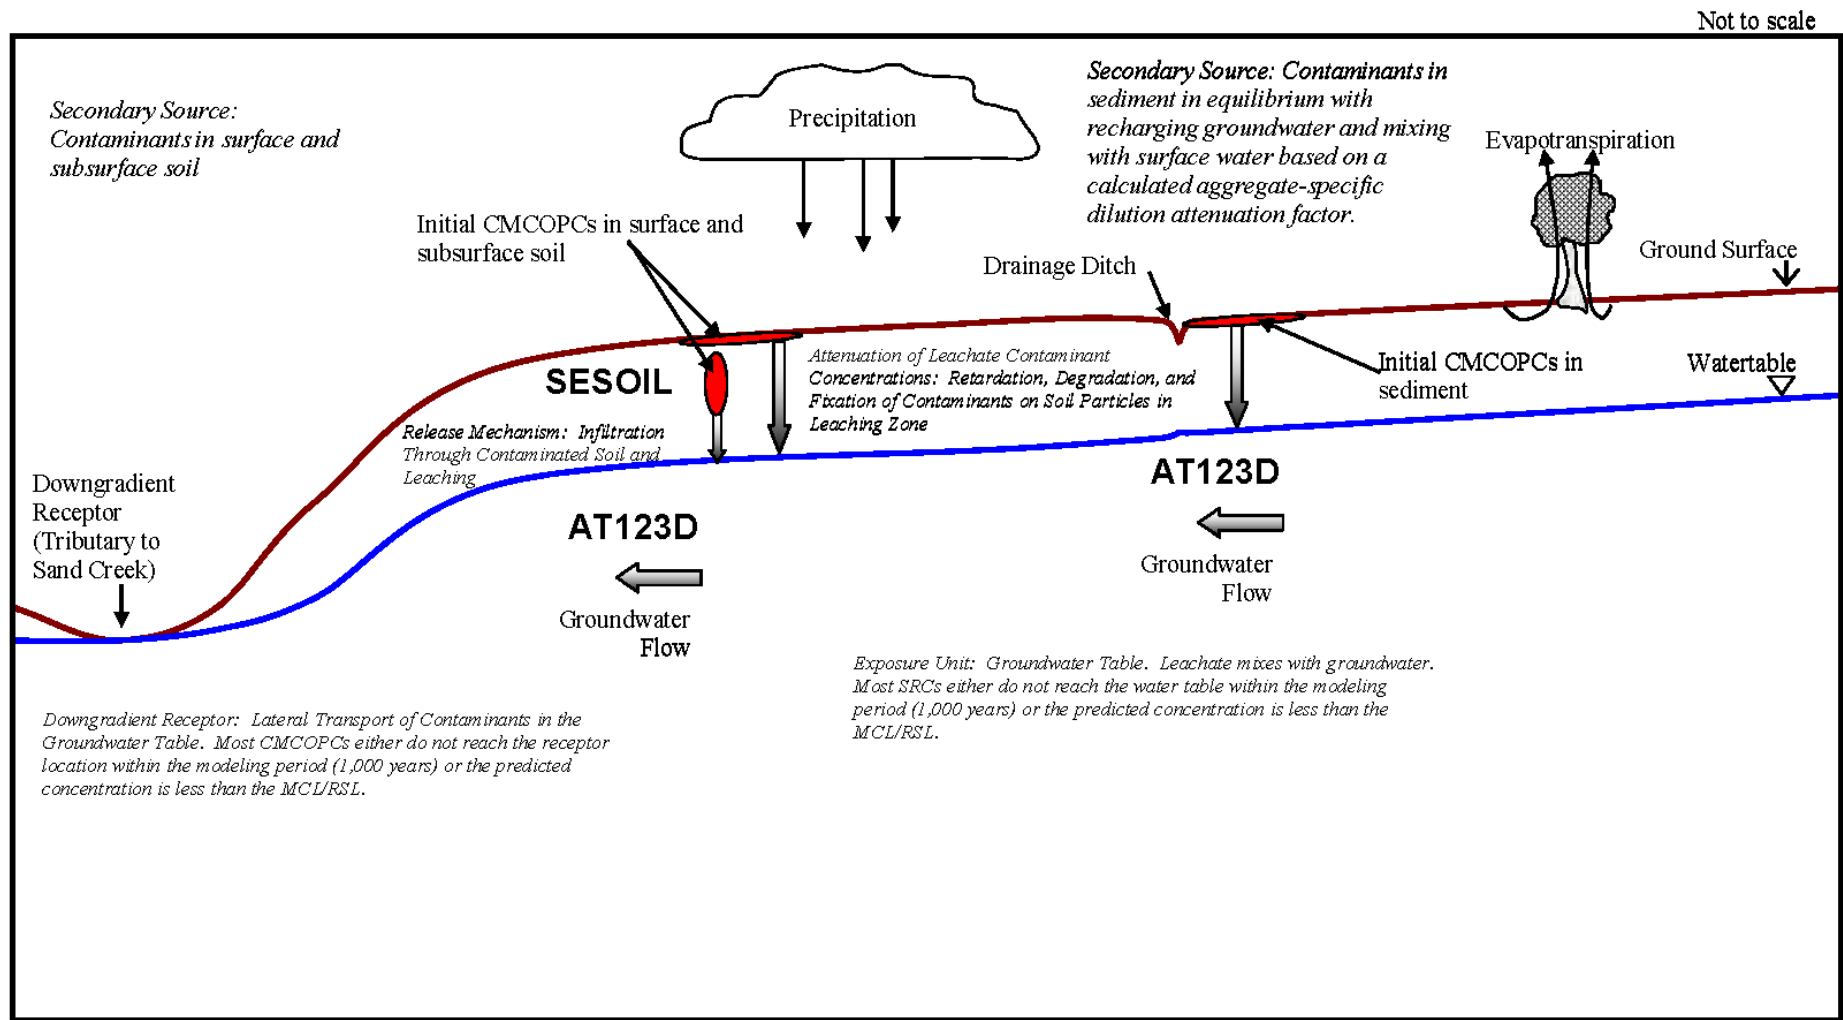 Not to scale
Secondary Source:
Contaminants in surface and
subsurface soil
Precipitation
Secondary Source: Contaminants in
sediment in equilibrium with
recharging groundwater and mixing
with surface water based on a
calculated aggregate-specific
dilution attenuation factor.
Evapotranspiration
Initial CMCOPCs in surface and
subsurface soil
Drainage Ditch
Ground Surface
Attenuation of Leachate Contaminant
Concentrations: Retardation, Degradation, and
Fixation of Contaminants on Soil Particles in
Leaching Zone
Initial CMCOPCs in
sediment
Watertable
SESOIL
Release Mechanism: Infiltration
Through Contaminated Soil and
Leaching
AT123D
Groundwater
Flow
Downgradient
Receptor
(Tributary to
Sand Creek)
AT123D
Groundwater
Flow
Exposure Unit: Groundwater Table. Leachate mixes with groundwater.
Most SRCs either do not reach the water table within the modeling
period (1,000 years) or the predicted concentration is less than the
MCL/RSL.
Downgradient Receptor: Lateral Transport of Contaminants in the
Groundwater Table. Most CMCOPCs either do not reach the receptor
location within the modeling period (1,000 years) or the predicted
concentration is less than the MCL/RSL.